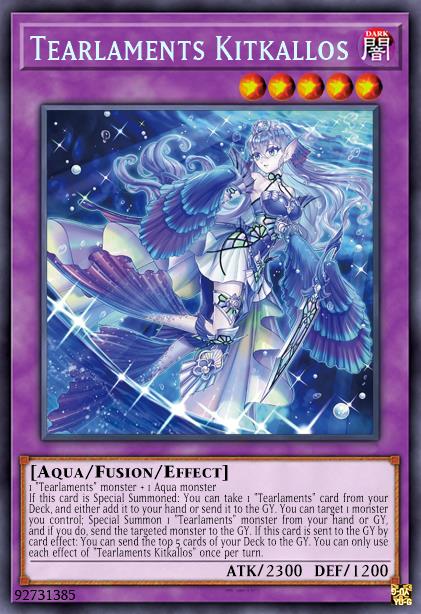 TEARLAMENTS KITKALLOS
DARK
闇
[AQUA/FUSION/EFFECT]
1 "Tearlaments" monster + 1 Aqua monster
If this card is Special Summoned: You can take 1 "Tearlaments" card from your
Deck, and either add it to your hand or send it to the GY. You can target 1 monster
you control; Special Summon 1 "Tearlaments" monster from your hand or GY,
and if you do, send the targeted monster to the GY. If this card is sent to the GY by
card effect: You can send the top 5 cards of your Deck to the GY. You can only use
each effect of "Tearlaments Kitkallos" once per turn.
ATK/2300 DEF/1200
92731385